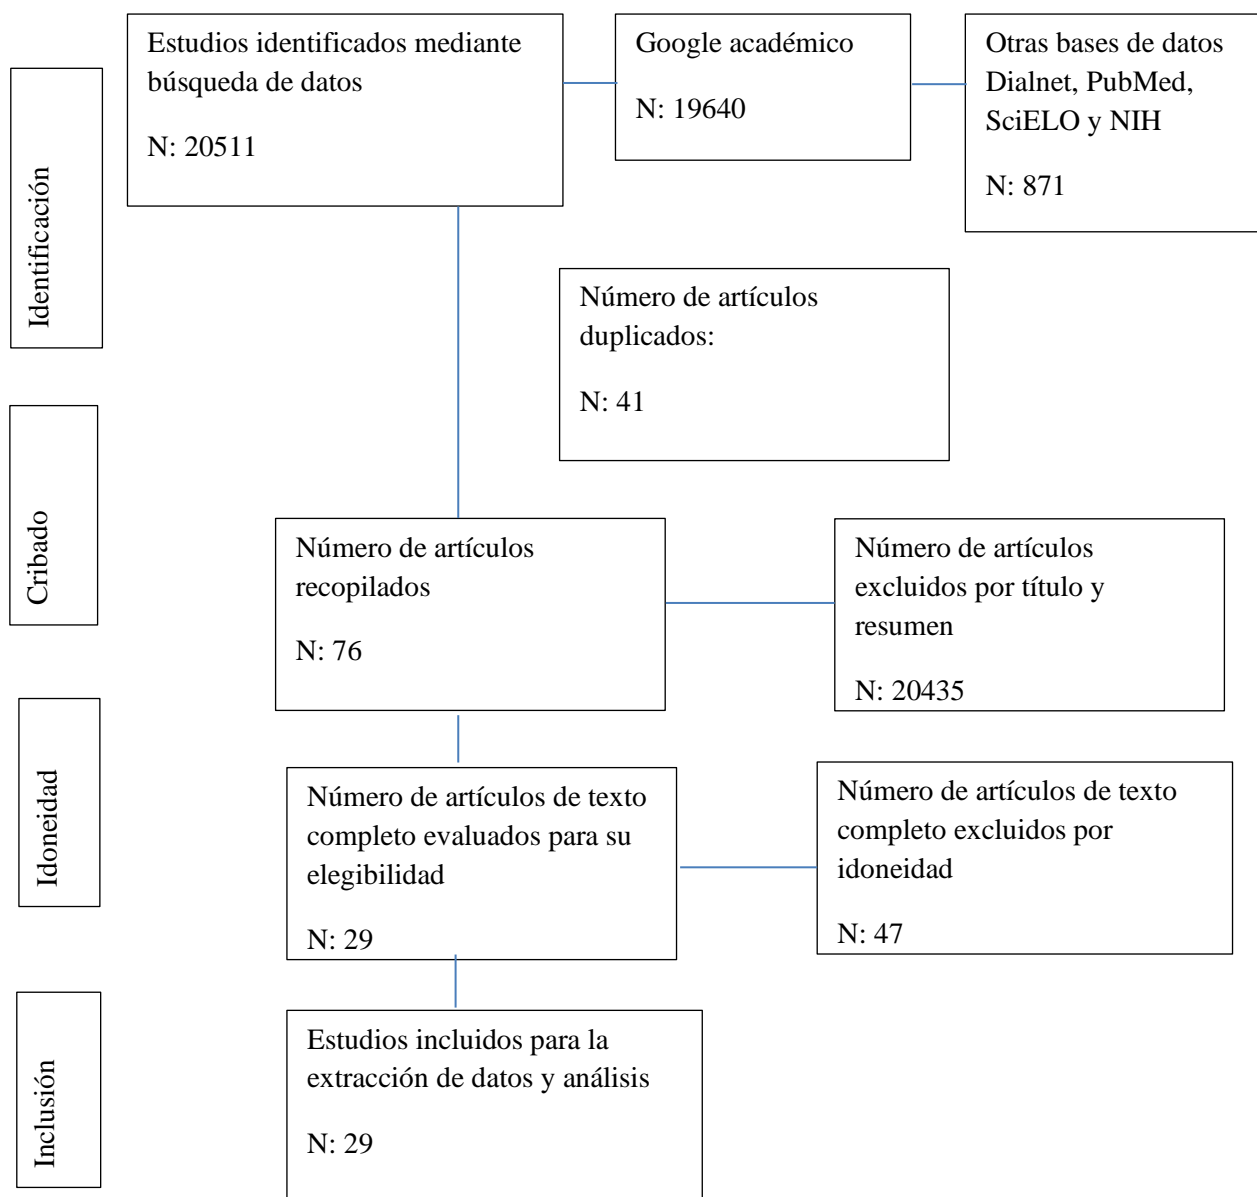 Identificación
Estudios identificados mediante
búsqueda de datos
N: 20511
Google académico
N: 19640
Otras bases de datos
Dialnet, PubMed,
SciELO y NIH
N: 871
Número de artículos
duplicados:
N: 41
Cribado
Número de artículos
recopilados
N: 76
Número de artículos
excluidos por título y
resumen
N: 20435
Idoneidad
Número de artículos de texto
completo evaluados para su
elegibilidad
N: 29
Número de artículos de texto
completo excluidos por
idoneidad
N: 47
Inclusión
Estudios incluidos para la
extracción de datos y análisis
N: 29